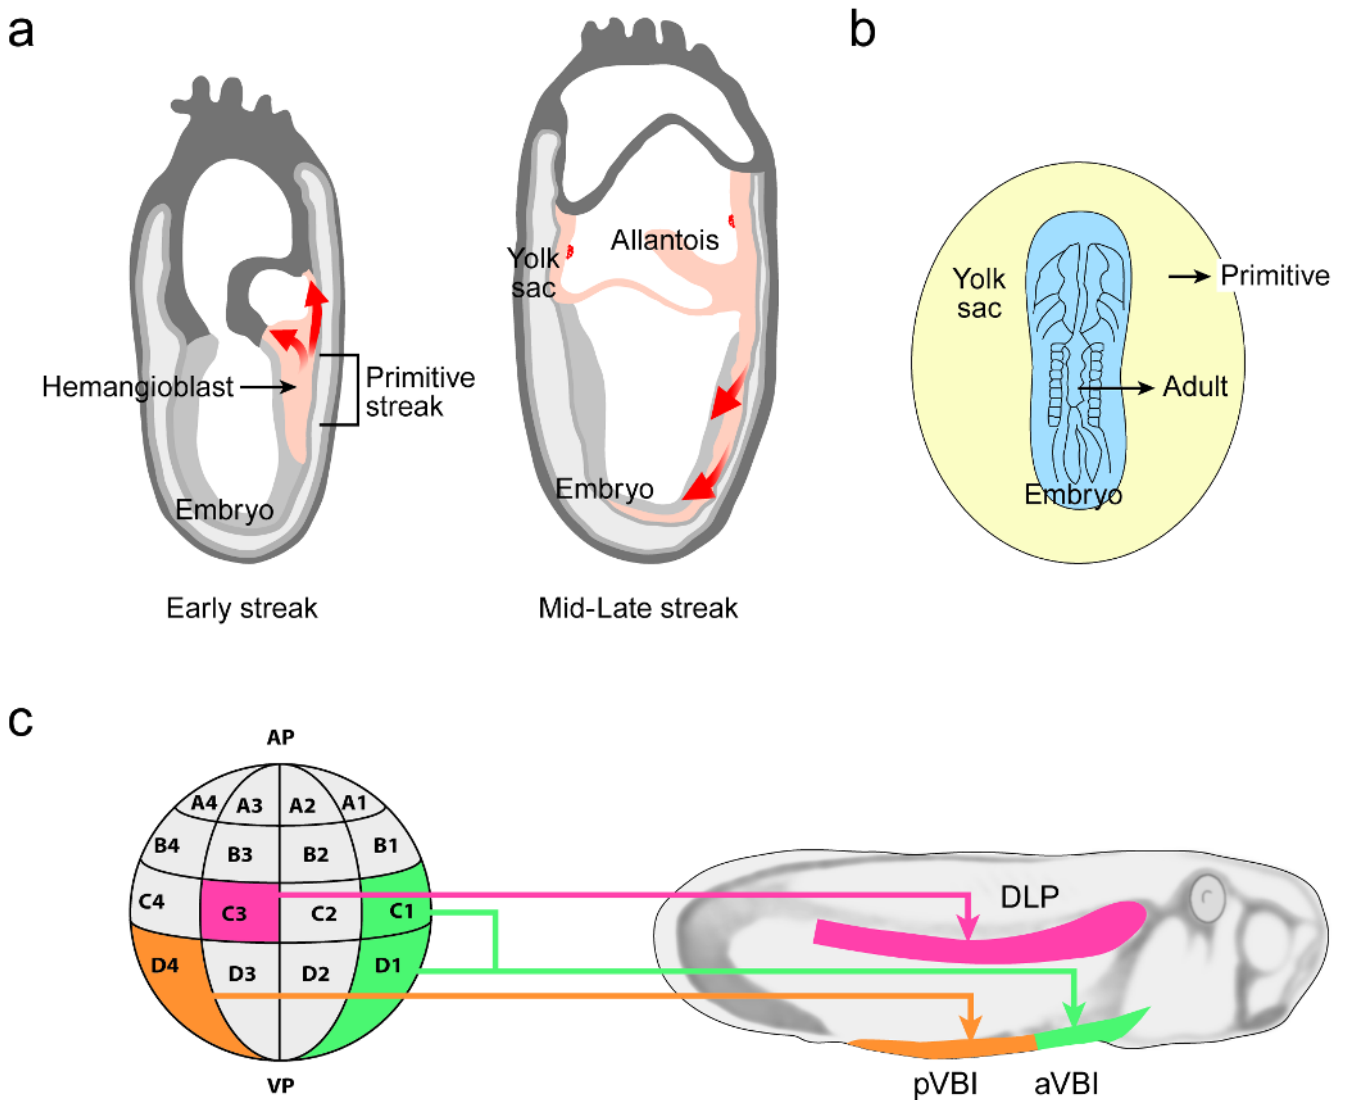 a
b
Yolk
sac
Allantois
Hemangioblast
Primitive
streak
Embryo
Embryo
Early streak
Mid-Late streak
Yolk
sac
Primitive
Adult
Embryo
c
AP
A4 A3 A2 A1
B4 B3 B2 B1
C4 C3 C2 C1
D4 D3 D2 D1
VP
DLP
pVBI aVBI